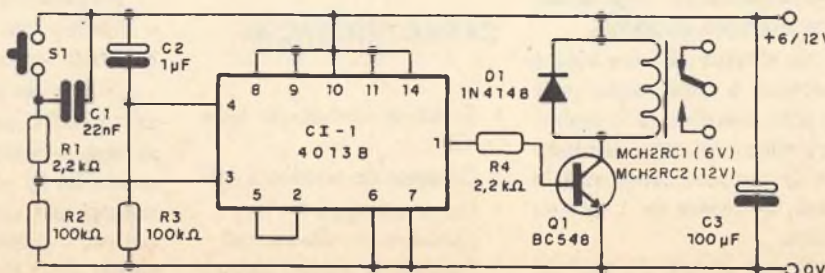 S1
C2
1µF
C1
22nF
R1
2,2kΩ
R2
100kΩ
R3
100kΩ
8 9 10 11 14
4
3
CI-1
4013B
1
5 2 6 7
R4
2,2kΩ
D1
1N4148
Q1
BC548
MCH2RC1 (6V)
MCH2RC2 (12V)
C3
100µF
+6/12V
0V